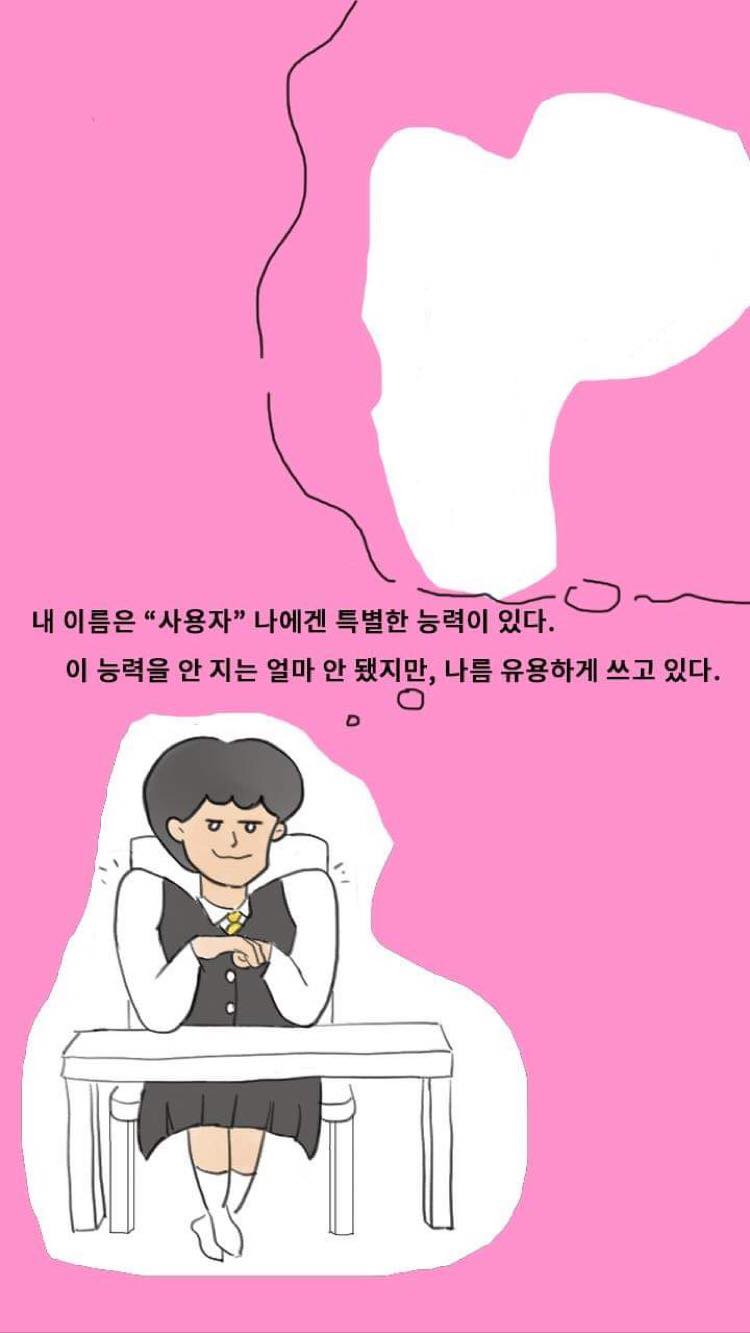 내 이름은 “사용자” 나에겐 특별한 능력이 있다.
이 능력을 안 지는 얼마 안 됐지만, 나름 유용하게 쓰고 있다.